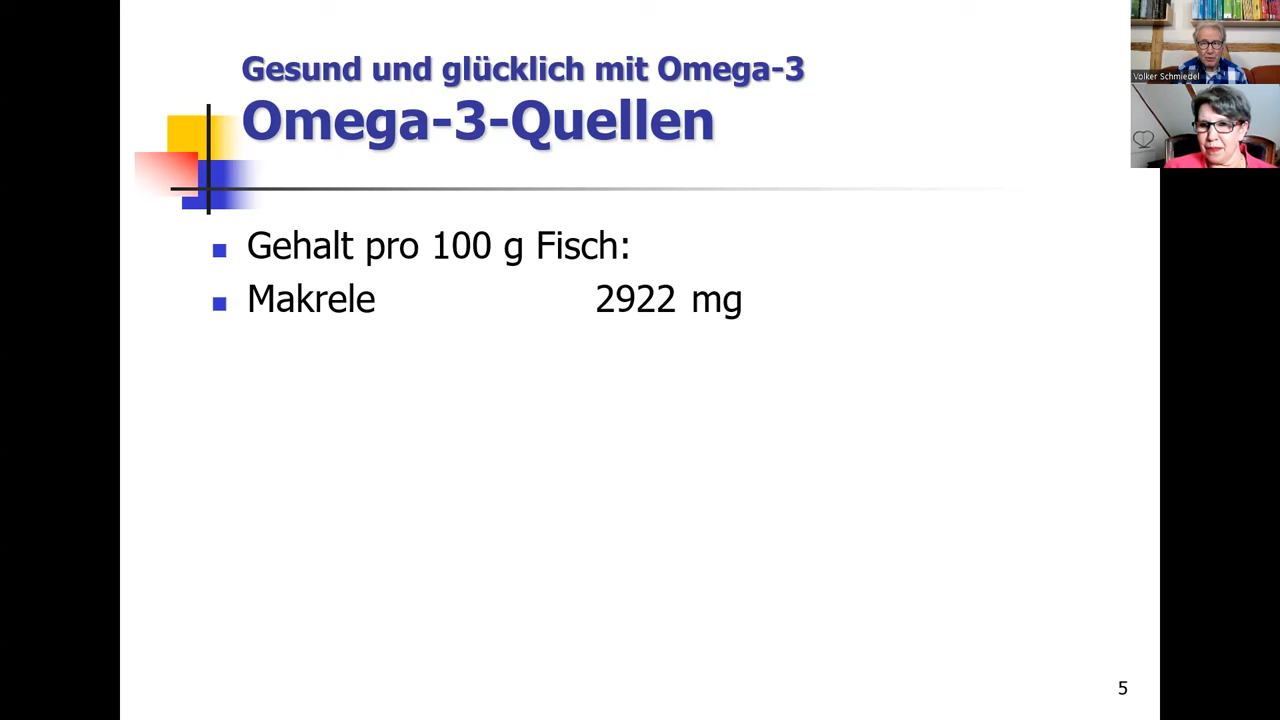 Gesund und glücklich mit Omega-3
Omega-3-Quellen
Gehalt pro 100 g Fisch:
Makrele 2922 mg
5
Volker Schmiedel